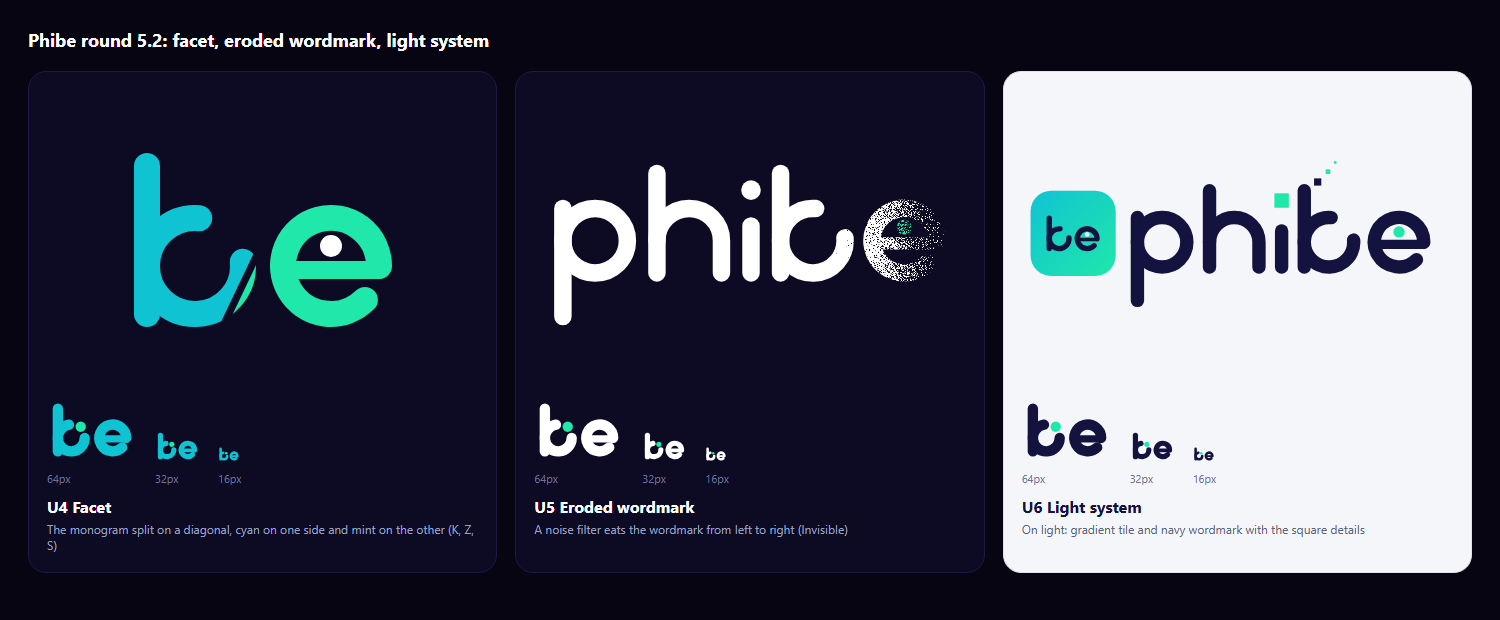 Phibe round 5.2: facet, eroded wordmark, light system
be
be be be
64px 32px 16px
U4 Facet
The monogram split on a diagonal, cyan on one side and mint on the other (K, Z,
S)
phibe
be be be
64px 32px 16px
U5 Eroded wordmark
A noise filter eats the wordmark from left to right (Invisible)
be phibe
be be be
64px 32px 16px
U6 Light system
On light: gradient tile and navy wordmark with the square details